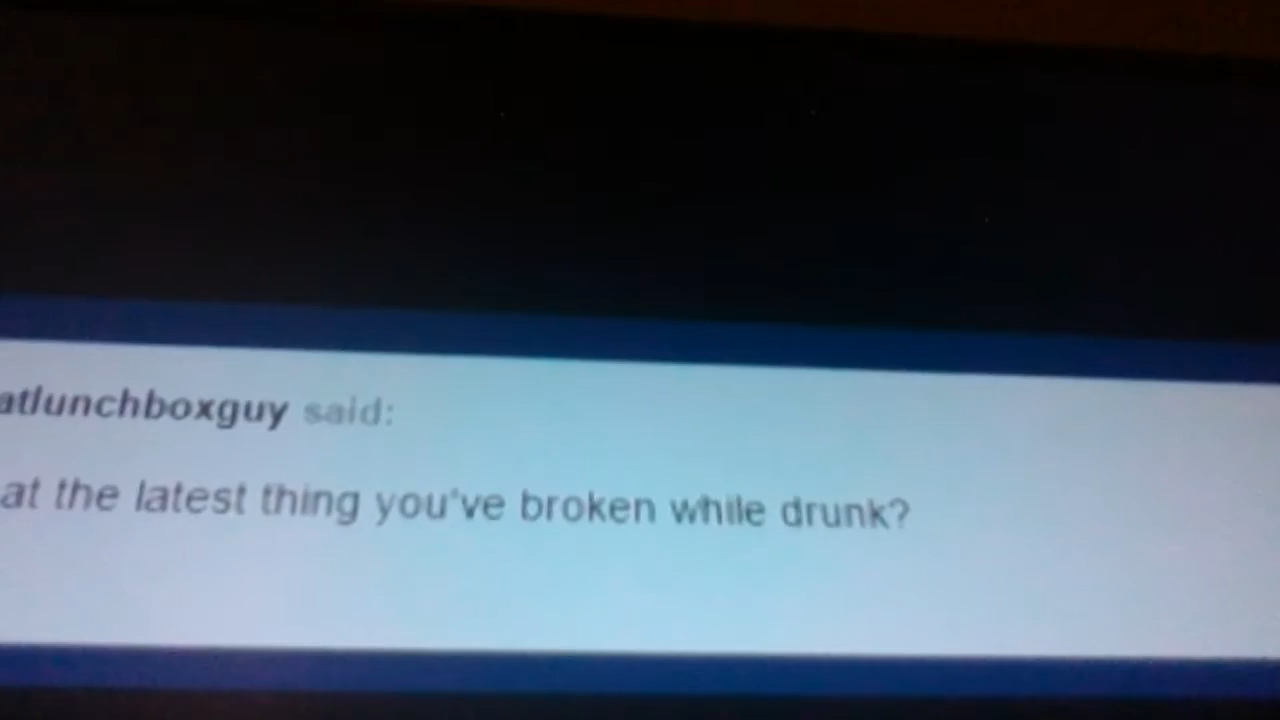 atlunchboxguy said:
at the latest thing you've broken while drunk?